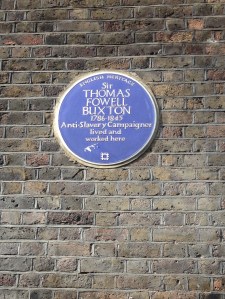 ENGLISH HERITAGE
Sir
THOMAS
FOWELL
BUXTON
1786-1845
Anti-Slavery Campaigner
lived and
worked here